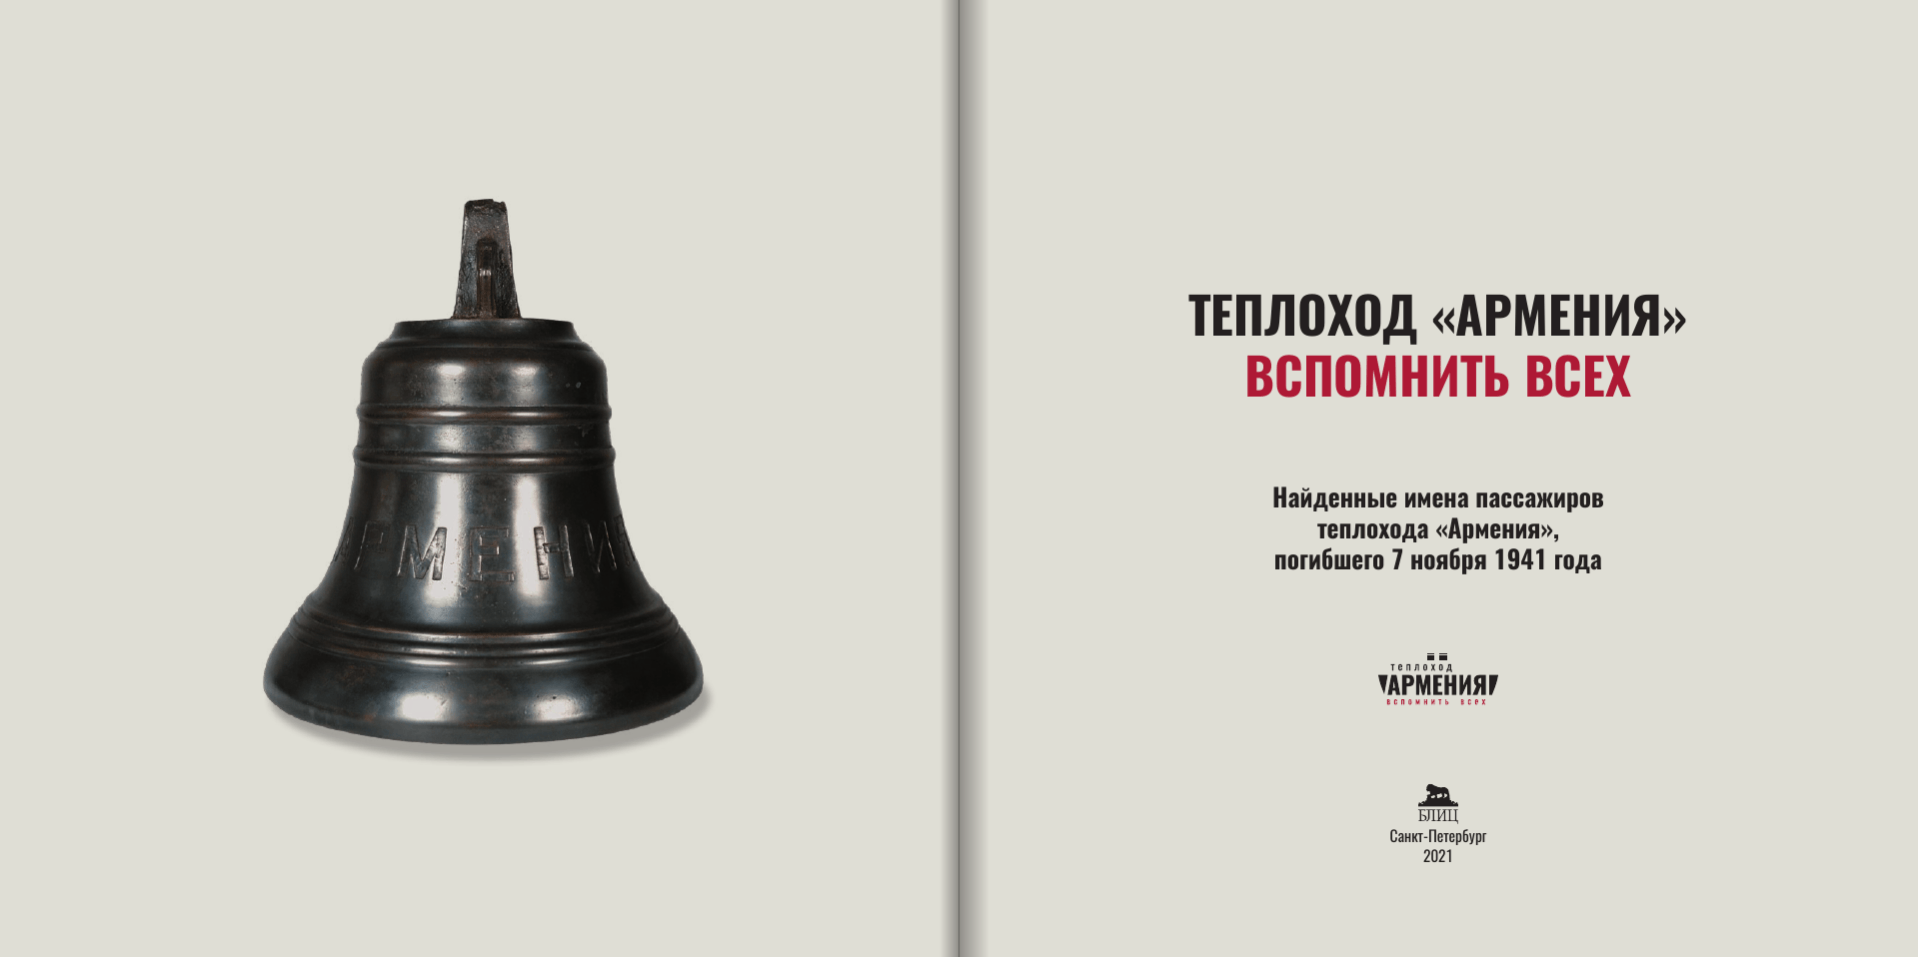 АРМЕНИЯ
ТЕПЛОХОД «АРМЕНИЯ»
ВСПОМНИТЬ ВСЕХ
Найденные имена пассажиров
теплохода «Армения»,
погибшего 7 ноября 1941 года
теплоход
АРМЕНИЯ
вспомнить всех
БЛИЦ
Санкт-Петербург
2021